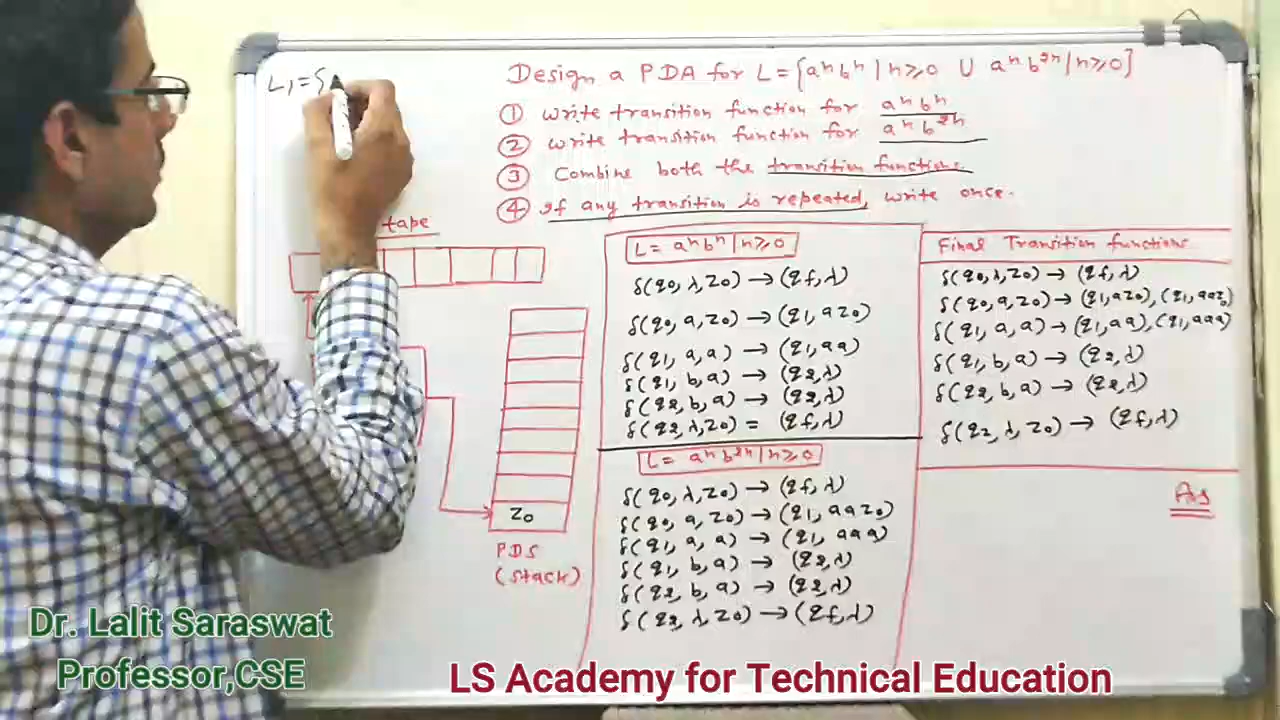 L1={
Design a PDA for L = {aⁿbⁿ | n≥0 ∪ aⁿb²ⁿ | n≥0}
① write transition function for aⁿbⁿ
② write transition function for aⁿb²ⁿ
③ Combine both the transition functions
④ If any transition is repeated, write once.
tape
Z0
PDS
(stack)
L = aⁿbⁿ | n≥0
δ(q0, λ, Z0) → (qf, λ)
δ(q0, a, Z0) → (q1, aZ0)
δ(q1, a, a) → (q1, aa)
δ(q1, b, a) → (q2, λ)
δ(q2, b, a) → (q2, λ)
δ(q2, λ, Z0) = (qf, λ)
L = aⁿb²ⁿ | n≥0
δ(q0, λ, Z0) → (qf, λ)
δ(q0, a, Z0) → (q1, aaZ0)
δ(q1, a, a) → (q1, aaa)
δ(q1, b, a) → (q2, λ)
δ(q2, b, a) → (q2, λ)
δ(q2, λ, Z0) → (qf, λ)
Final Transition functions
δ(q0, λ, Z0) → (qf, λ)
δ(q0, a, Z0) → (q1, aZ0), (q1, aaZ0)
δ(q1, a, a) → (q1, aa), (q1, aaa)
δ(q1, b, a) → (q2, λ)
δ(q2, b, a) → (q2, λ)
δ(q2, λ, Z0) → (qf, λ)
As
Dr. Lalit Saraswat
Professor,CSE
LS Academy for Technical Education